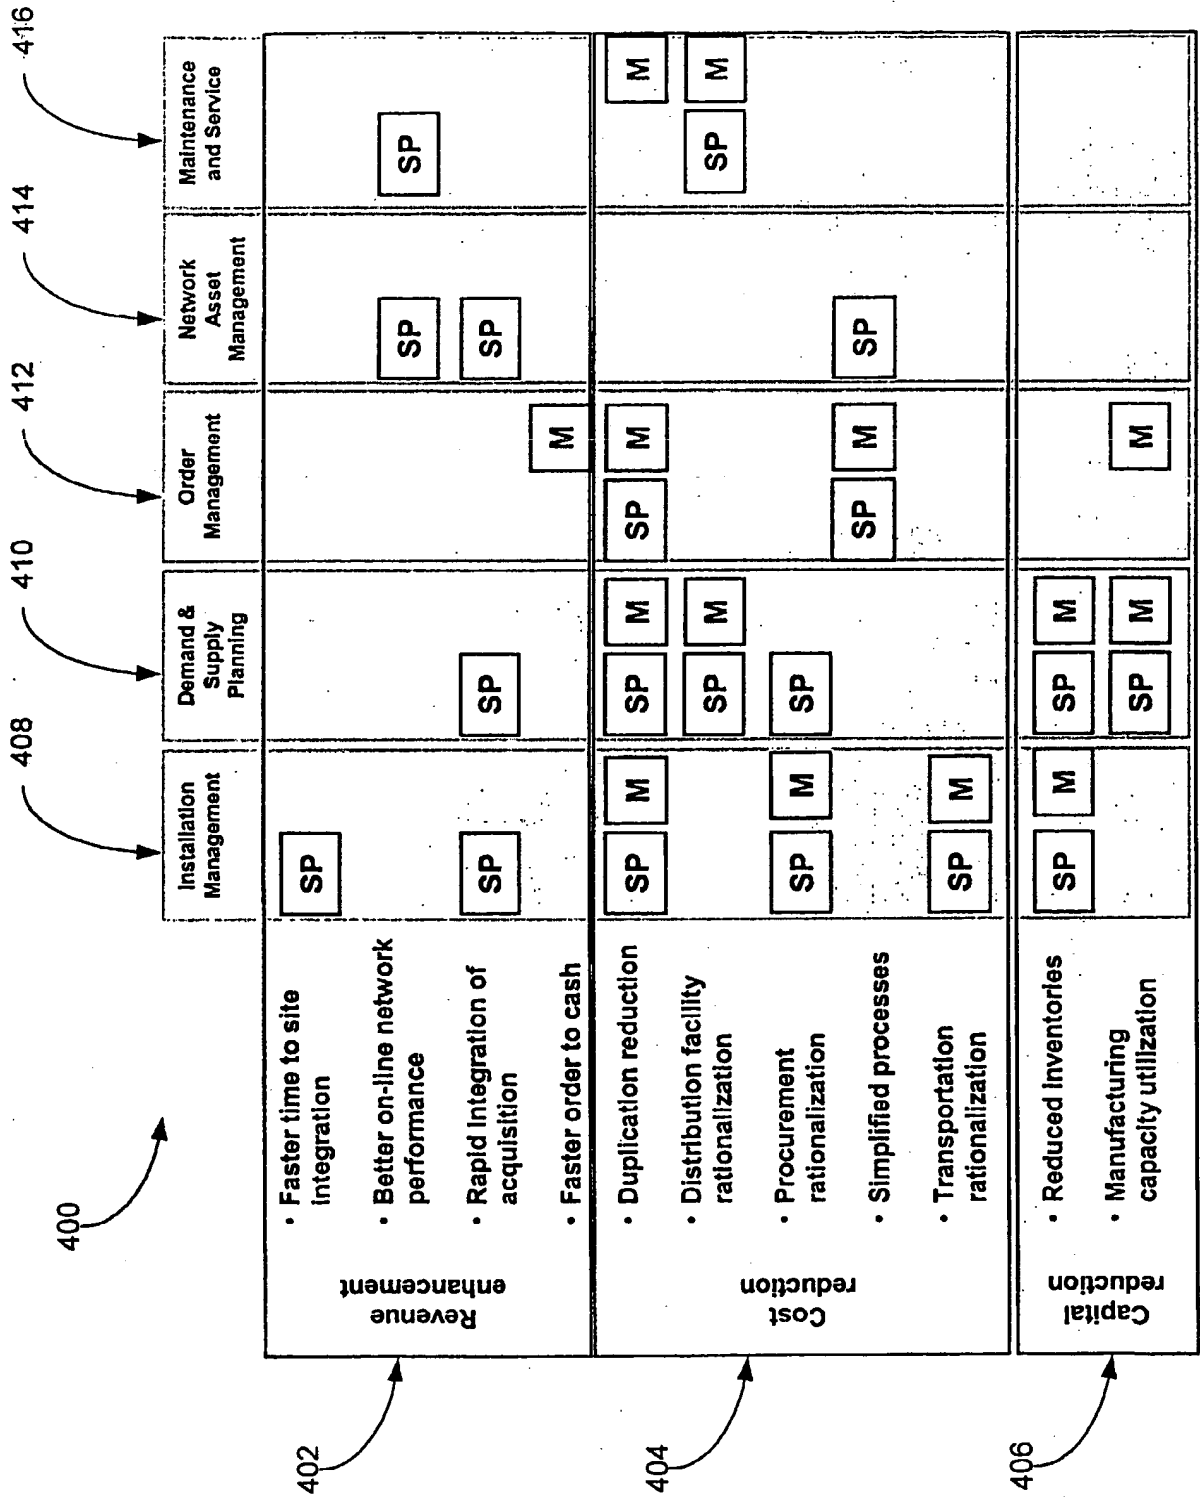 400
408
410
412
414
416
Installation
Management
Demand &
Supply
Planning
Order
Management
Network
Asset
Management
Maintenance
and Service
402
Revenue
enhancement
• Faster time to site
integration
SP
• Better on-line network
performance
SP
SP
• Rapid Integration of
acquisition
SP
SP
SP
• Faster order to cash
M
404
Cost
reduction
• Duplication reduction
SP M SP M SP M M
• Distribution facility
rationalization
SP M SP M
• Procurement
rationalization
SP M SP
• Simplified processes
SP M SP
• Transportation
rationalization
SP M
406
Capital
reduction
• Reduced Inventories
SP M SP M
• Manufacturing
capacity utilization
SP M M